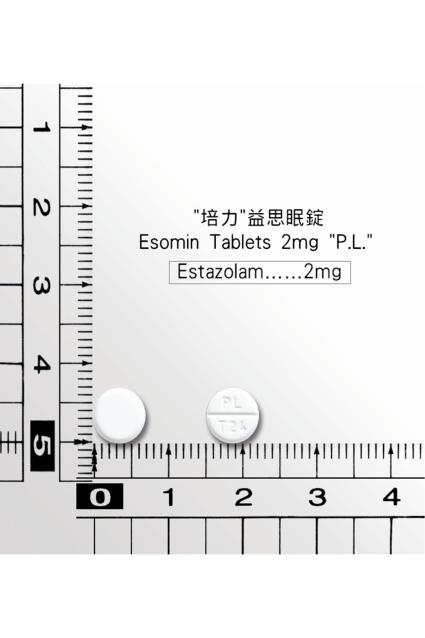 "培力"益思眠錠
Esomin Tablets 2mg "P.L."
Estazolam......2mg
1
2
3
4
5
PL
T24
0 1 2 3 4